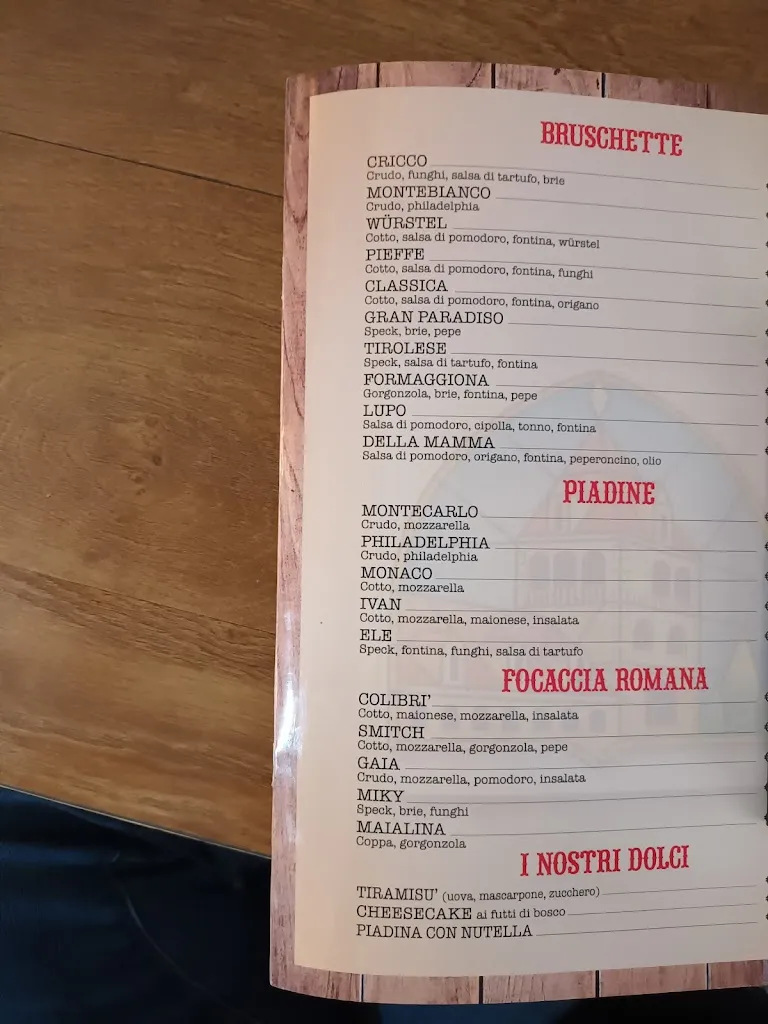 BRUSCHETTE
CRICCO
Crudo, funghi, salsa di tartufo, brie
MONTEBIANCO
Crudo, philadelphia
WÜRSTEL
Cotto, salsa di pomodoro, fontina, würstel
PIEFFE
Cotto, salsa di pomodoro, fontina, funghi
CLASSICA
Cotto, salsa di pomodoro, fontina, origano
GRAN PARADISO
Speck, brie, pepe
TIROLESE
Speck, salsa di tartufo, fontina
FORMAGGIONA
Gorgonzola, brie, fontina, pepe
LUPO
Salsa di pomodoro, cipolla, tonno, fontina
DELLA MAMMA
Salsa di pomodoro, origano, fontina, peperoncino, olio
PIADINE
MONTECARLO
Crudo, mozzarella
PHILADELPHIA
Crudo, philadelphia
MONACO
Cotto, mozzarella
IVAN
Cotto, mozzarella, maionese, insalata
ELE
Speck, fontina, funghi, salsa di tartufo
FOCACCIA ROMANA
COLIBRI'
Cotto, maionese, mozzarella, insalata
SMITCH
Cotto, mozzarella, gorgonzola, pepe
GAIA
Crudo, mozzarella, pomodoro, insalata
MIKY
Speck, brie, funghi
MAIALINA
Coppa, gorgonzola
I NOSTRI DOLCI
TIRAMISU' (uova, mascarpone, zucchero)
CHEESECAKE ai futti di bosco
PIADINA CON NUTELLA